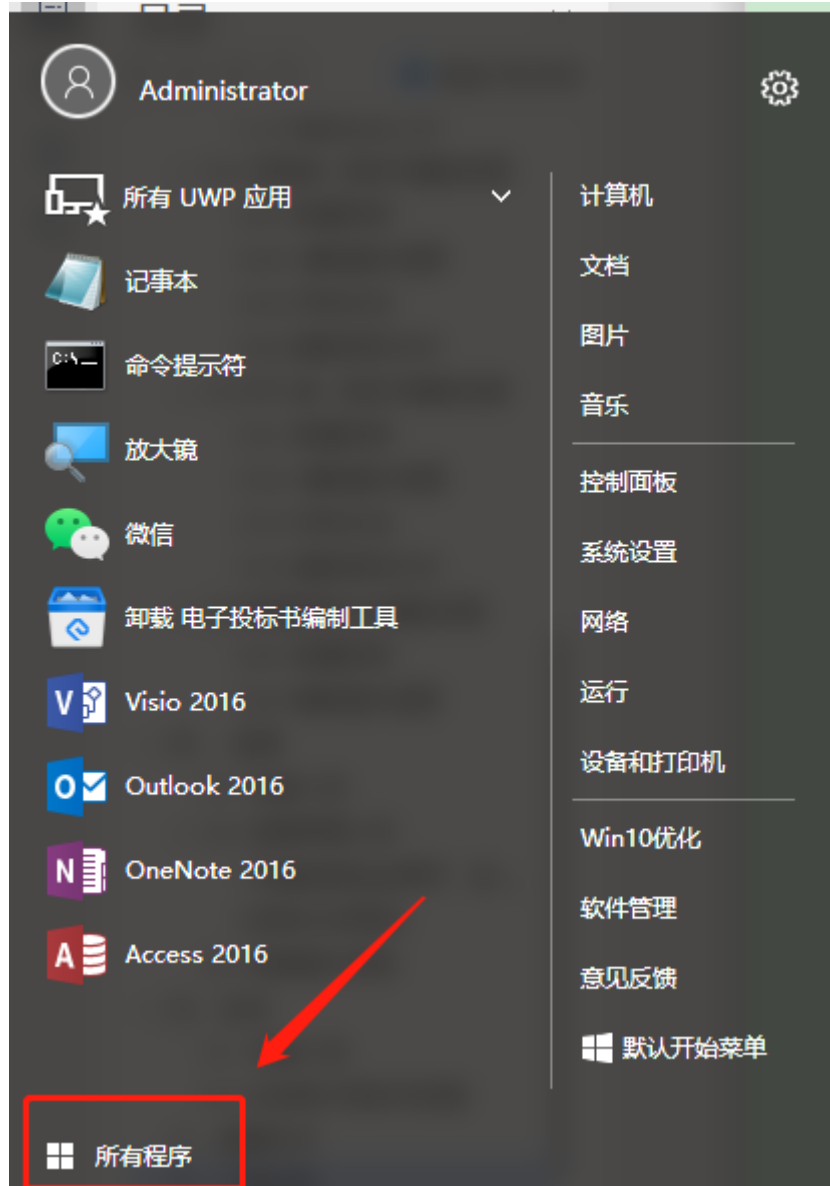 Administrator
所有 UWP 应用
记事本
命令提示符
放大镜
微信
卸载 电子投标书编制工具
Visio 2016
Outlook 2016
OneNote 2016
Access 2016
所有程序
计算机
文档
图片
音乐
控制面板
系统设置
网络
运行
设备和打印机
Win10优化
软件管理
意见反馈
默认开始菜单